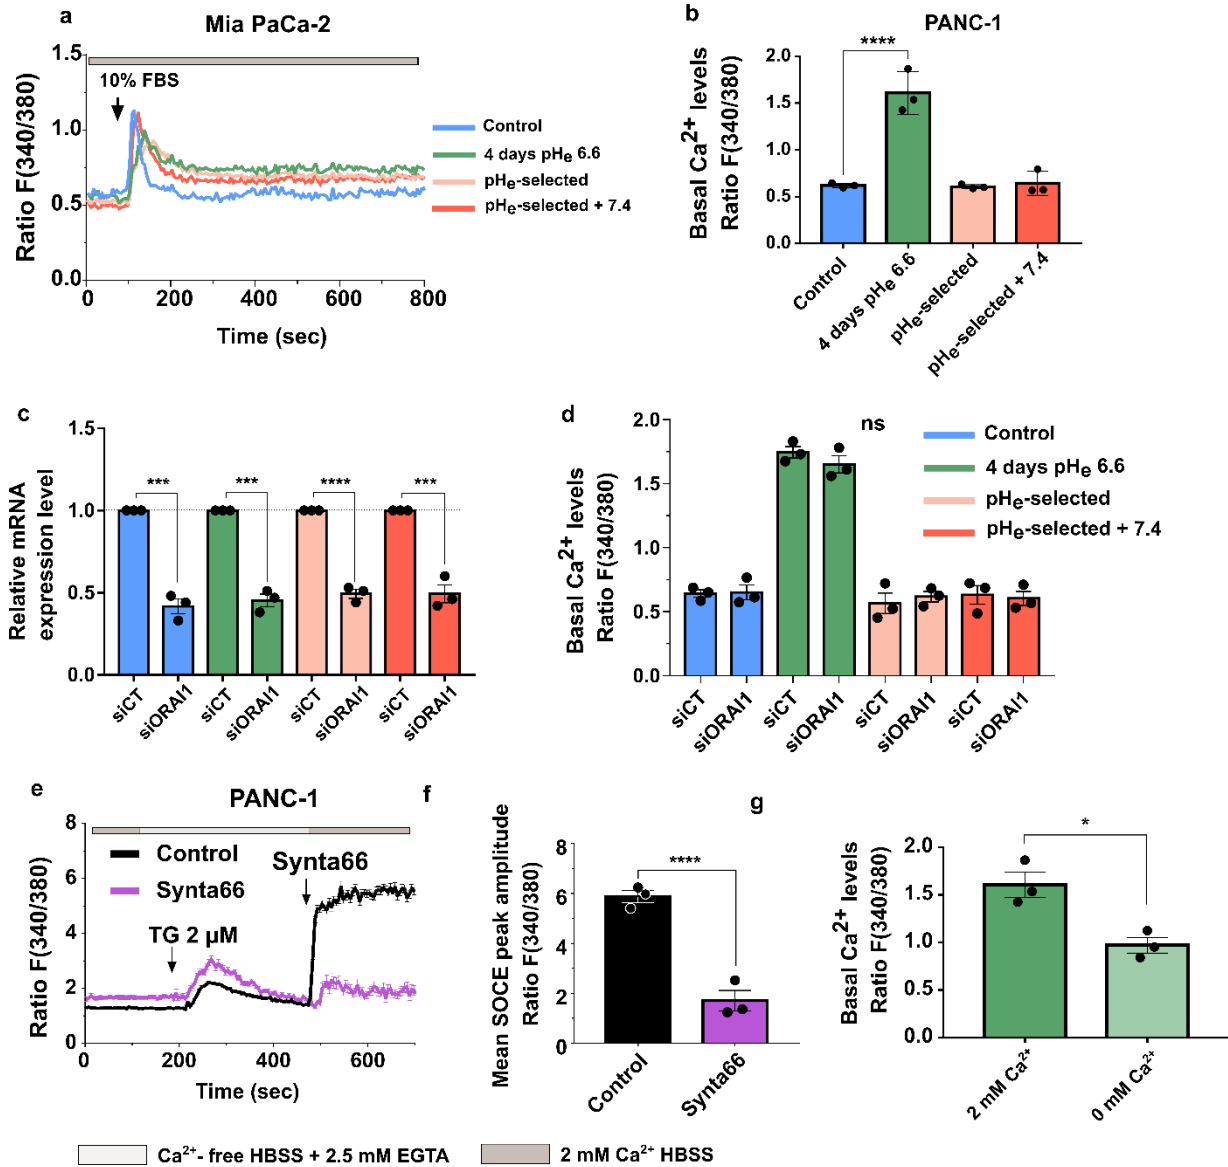 a
Mia PaCa-2
1.5
1.0
0.5
0.0
Ratio F(340/380)
10% FBS
0
200
400
600
800
Time (sec)
Control
4 days pHe 6.6
pHe-selected
pHe-selected + 7.4
b
PANC-1
Basal Ca2+ levels
Ratio F(340/380)
2.0
1.5
1.0
0.5
0.0
****
Control
4 days pHe 6.6
pHe-selected
pHe-selected + 7.4
c
Relative mRNA
expression level
1.5
1.0
0.5
0.0
***
***
****
***
siCT
siORAI1
siCT
siORAI1
siCT
siORAI1
siCT
siORAI1
d
Basal Ca2+ levels
Ratio F(340/380)
2.0
1.5
1.0
0.5
0.0
ns
Control
4 days pHe 6.6
pHe-selected
pHe-selected + 7.4
siCT
siORAI1
siCT
siORAI1
siCT
siORAI1
siCT
siORAI1
e
PANC-1
Ratio F(340/380)
8
6
4
2
0
Control
Synta66
Synta66
TG 2 µM
0
200
400
600
Time (sec)
f
Mean SOCE peak amplitude
Ratio F(340/380)
8
6
4
2
0
****
Control
Synta66
g
Basal Ca2+ levels
Ratio F(340/380)
2.0
1.5
1.0
0.5
0.0
*
2 mM Ca2+
0 mM Ca2+
Ca2+- free HBSS + 2.5 mM EGTA
2 mM Ca2+ HBSS